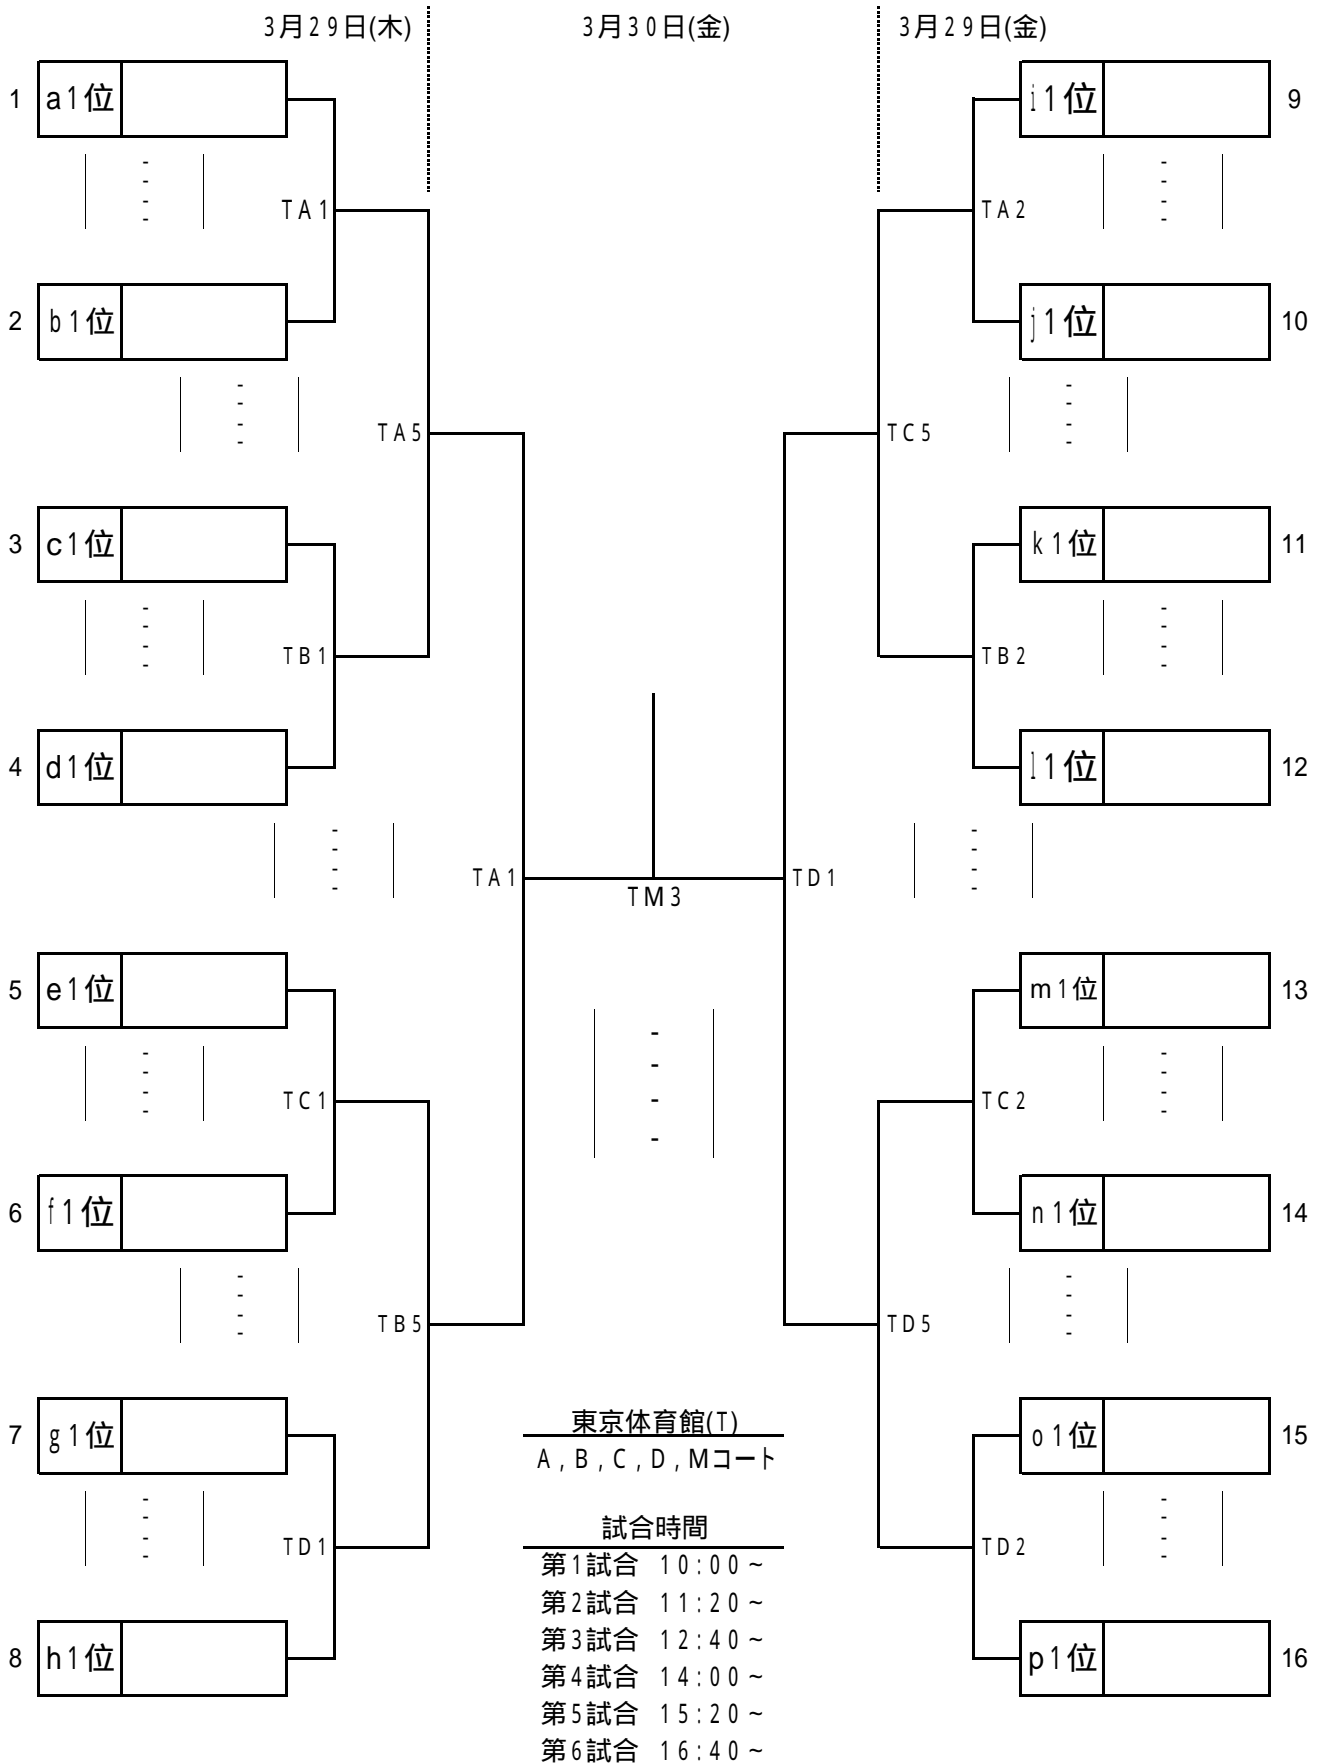 3月29日(木) 3月30日(金) 3月29日(金)
1 a1位 i1位 9
TA1 TA2
2 b1位 j1位 10
TA5 TC5
3 c1位 k1位 11
TB1 TB2
4 d1位 l1位 12
TA1 TM3 TD1
5 e1位 m1位 13
TC1 TC2
6 f1位 n1位 14
TB5 TD5
7 g1位 o1位 15
TD1 TD2
8 h1位 p1位 16
東京体育館(T)
A,B,C,D,Mコート
試合時間
第1試合 10:00~
第2試合 11:20~
第3試合 12:40~
第4試合 14:00~
第5試合 15:20~
第6試合 16:40~